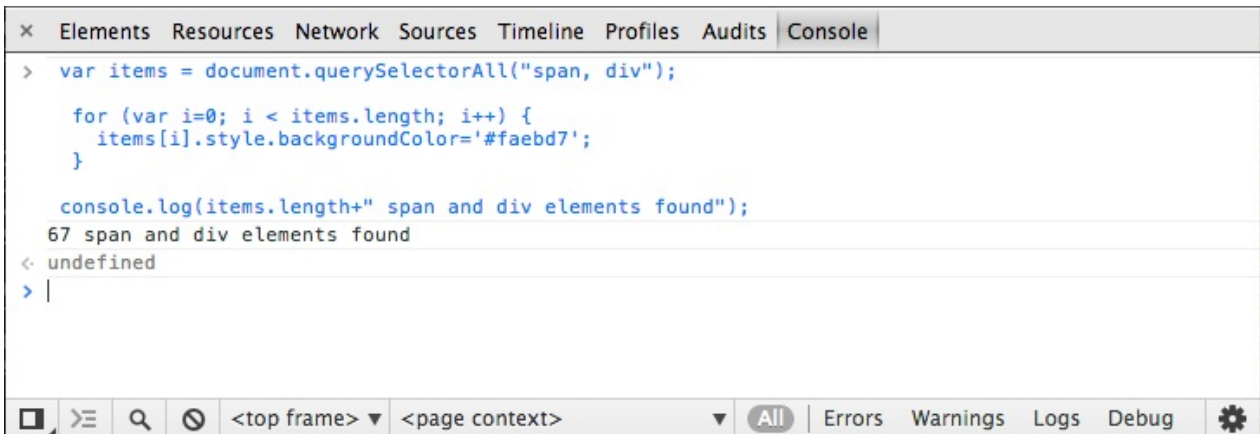 × Elements Resources Network Sources Timeline Profiles Audits Console
> var items = document.querySelectorAll("span, div");
for (var i=0; i < items.length; i++) {
items[i].style.backgroundColor='#faebd7';
}
console.log(items.length+" span and div elements found");
67 span and div elements found
undefined
>
<top frame> ▼ <page context> ▼ All Errors Warnings Logs Debug